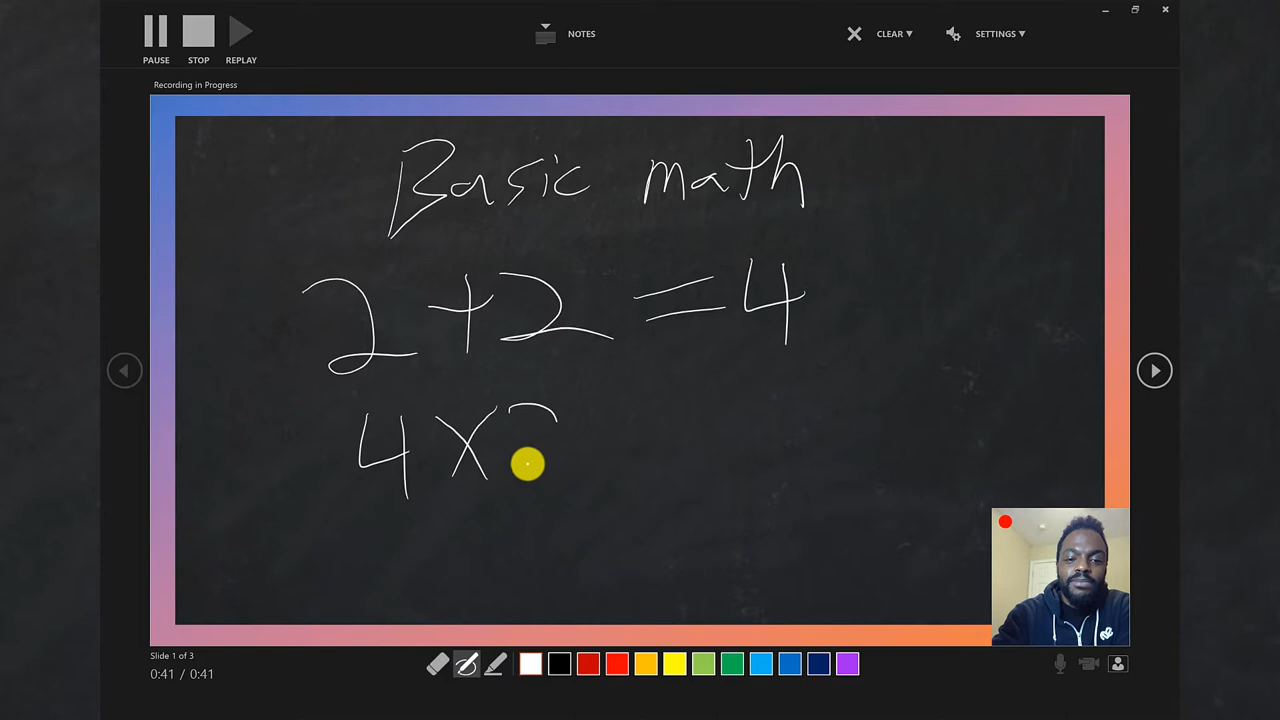 PAUSE STOP REPLAY NOTES CLEAR SETTINGS
Recording in Progress
Basic math
2+2=4
4X
Slide 1 of 3
0:41 / 0:41